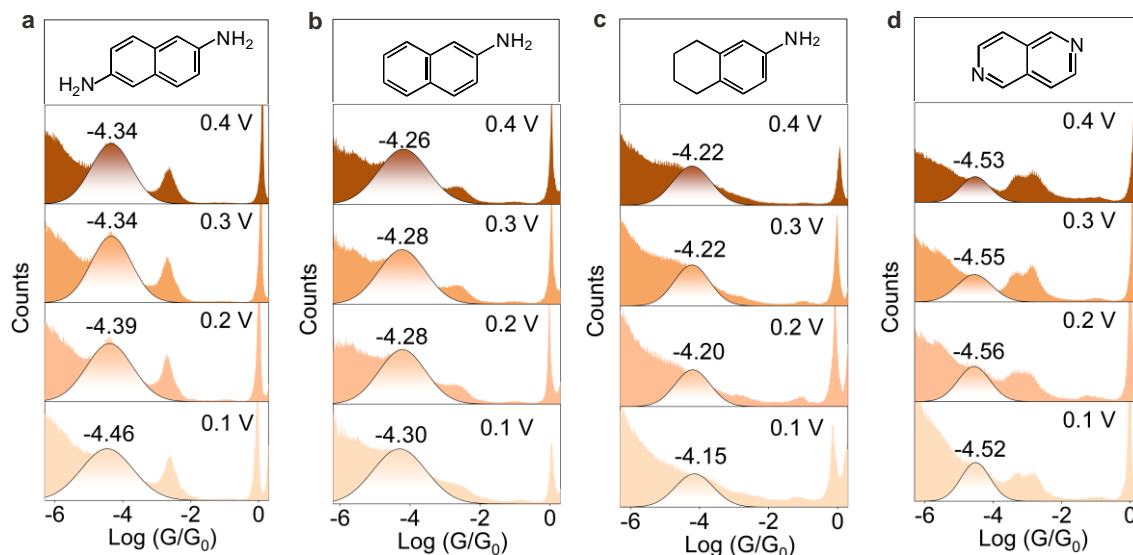 a
NH₂
H₂N
0.4 V
-4.34
0.3 V
-4.34
0.2 V
-4.39
0.1 V
-4.46
Counts
-6 -4 -2 0
Log (G/G₀)
b
NH₂
0.4 V
-4.26
0.3 V
-4.28
0.2 V
-4.28
0.1 V
-4.30
Counts
-6 -4 -2 0
Log (G/G₀)
c
NH₂
0.4 V
-4.22
0.3 V
-4.22
0.2 V
-4.20
0.1 V
-4.15
Counts
-6 -4 -2 0
Log (G/G₀)
d
N
N
0.4 V
-4.53
0.3 V
-4.55
0.2 V
-4.56
0.1 V
-4.52
Counts
-6 -4 -2 0
Log (G/G₀)